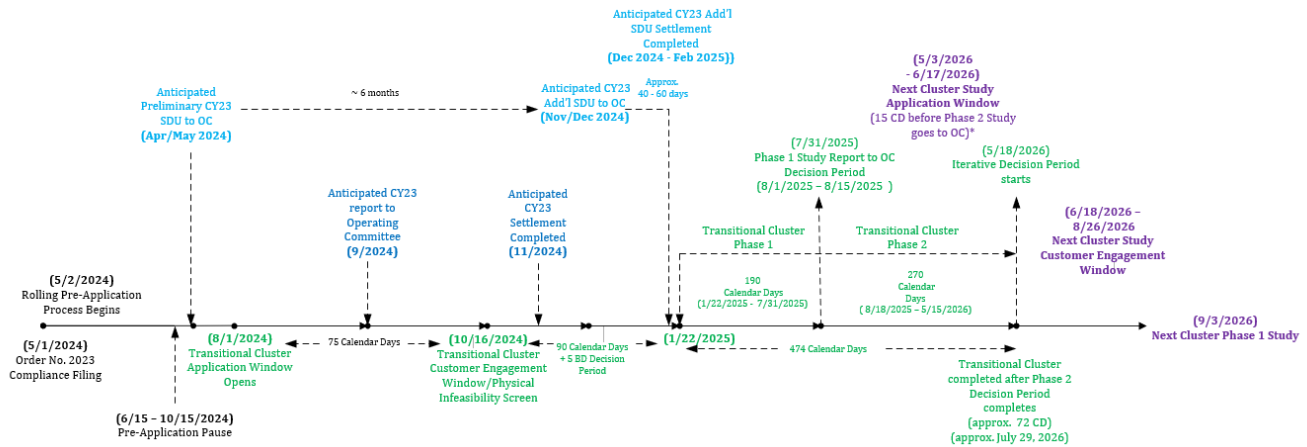 Anticipated CY23 Add'l
SDU Settlement
Completed
(Dec 2024 - Feb 2025))
Anticipated
Preliminary CY23
SDU to OC
(Apr/May 2024)
~ 6 months
Anticipated CY23
Add'l SDU to OC
(Nov/Dec 2024)
Approx.
40 - 60 days
(5/3/2026
- 6/17/2026)
Next Cluster Study
Application Window
(15 CD before Phase 2 Study
goes to OC)*
(7/31/2025)
Phase 1 Study Report to OC
Decision Period
(8/1/2025 – 8/15/2025 )
(5/18/2026)
Iterative Decision Period
starts
Anticipated CY23
report to
Operating
Committee
(9/2024)
Anticipated
CY23
Settlement
Completed
(11/2024)
Transitional Cluster
Phase 1
Transitional Cluster
Phase 2
(6/18/2026 –
8/26/2026
Next Cluster Study
Customer Engagement
Window
190
Calendar Days
(1/22/2025 - 7/31/2025)
270
Calendar
Days
( 8/18/2025 – 5/15/2026)
(5/2/2024)
Rolling Pre-Application
Process Begins
(5/1/2024)
Order No. 2023
Compliance Filing
(6/15 – 10/15/2024)
Pre-Application Pause
(8/1/2024)
Transitional Cluster
Application Window
Opens
75 Calendar Days
(10/16/2024)
Transitional Cluster
Customer Engagement
Window/Physical
Infeasibility Screen
90 Calendar Days
+ 5 BD Decision
Period
(1/22/2025)
474 Calendar Days
Transitional Cluster
completed after Phase 2
Decision Period
completes
(approx. 72 CD)
(approx. July 29, 2026)
(9/3/2026)
Next Cluster Phase 1 Study